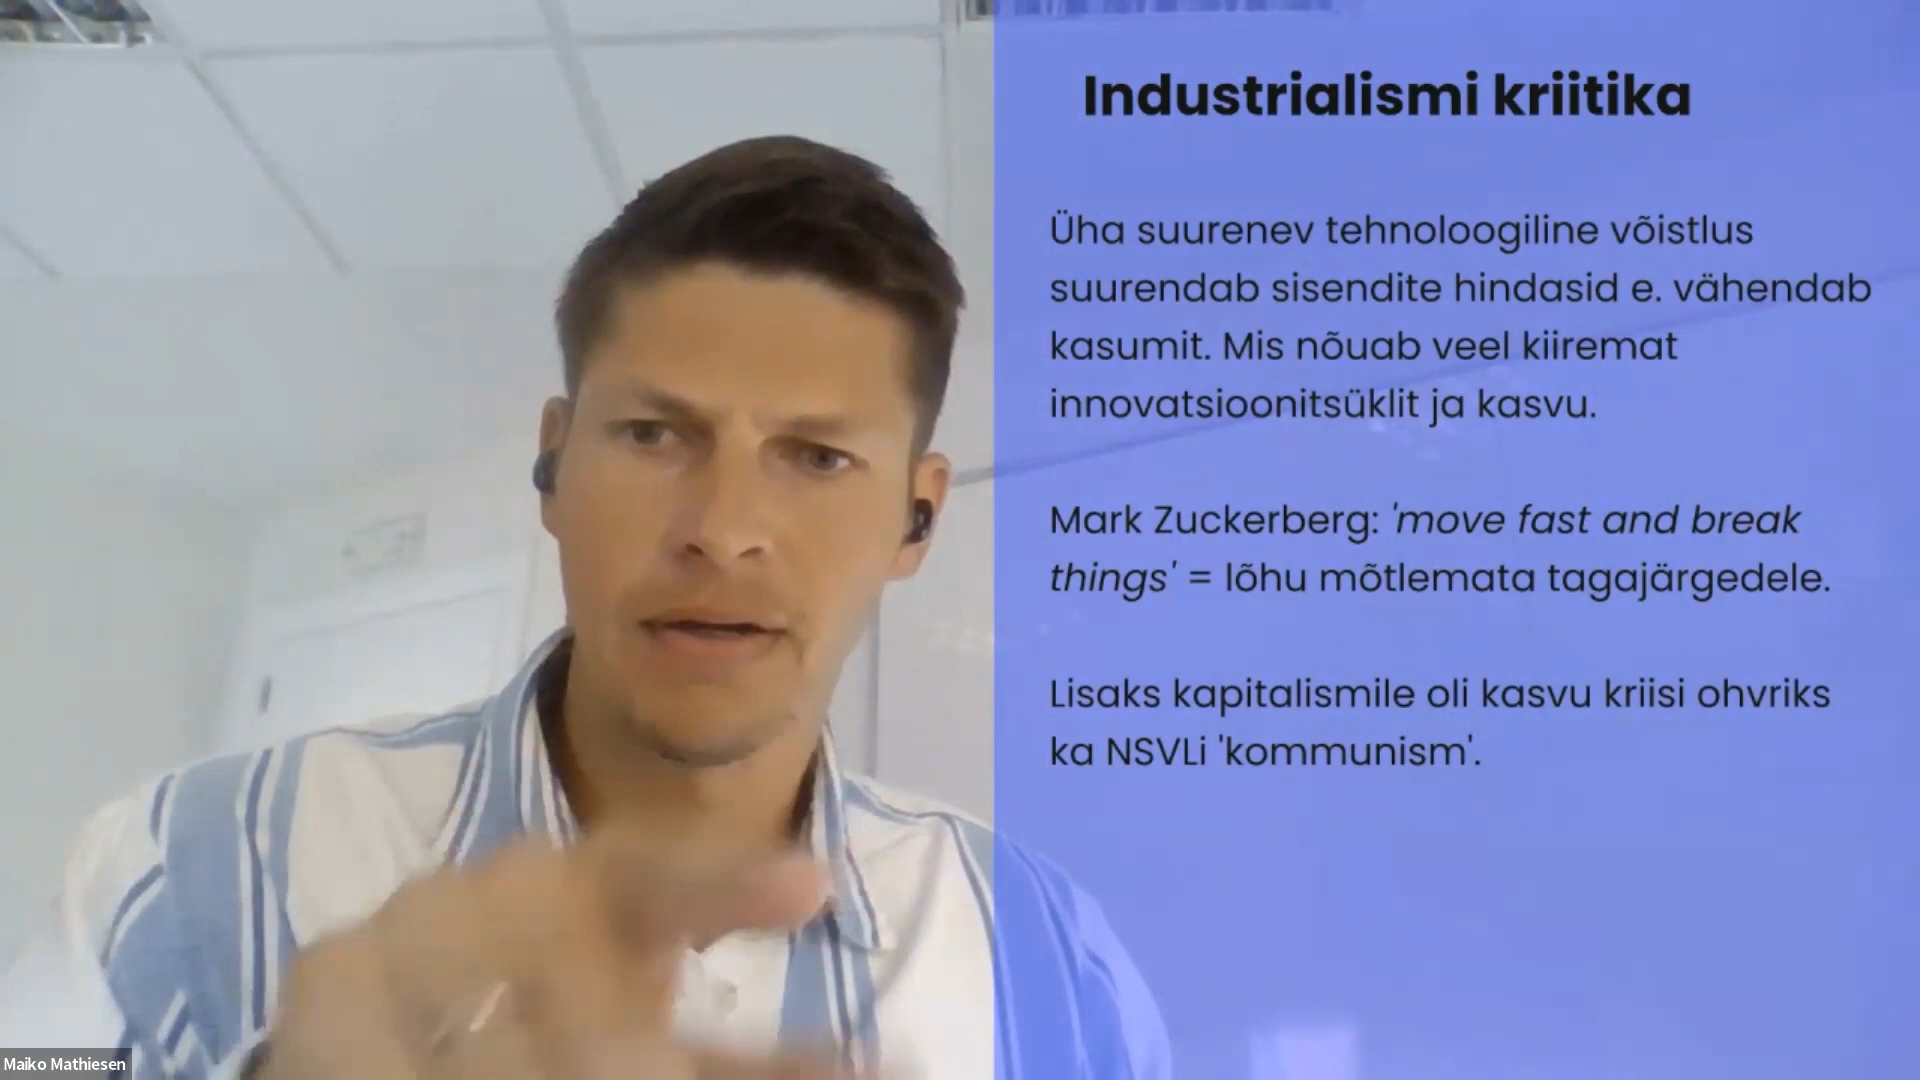 Industrialismi kriitika
Üha suurenev tehnoloogiline võistlus
suurendab sisendite hindasid e. vähendab
kasumit. Mis nõuab veel kiiremat
innovatsioonitsüklit ja kasvu.
Mark Zuckerberg: 'move fast and break
things' = lõhu mõtlemata tagajärgedele.
Lisaks kapitalismile oli kasvu kriisi ohvriks
ka NSVLi 'kommunism'.
Maiko Mathiesen